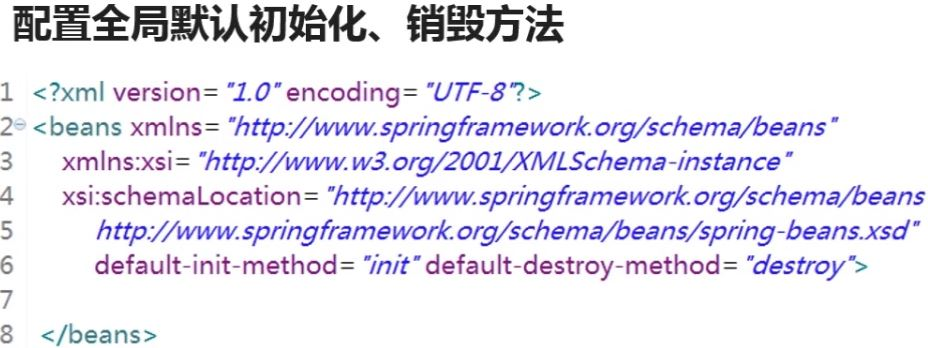 配置全局默认初始化、销毁方法
1 <?xml version="1.0" encoding="UTF-8"?>
2 <beans xmlns="http://www.springframework.org/schema/beans"
3 xmlns:xsi="http://www.w3.org/2001/XMLSchema-instance"
4 xsi:schemaLocation="http://www.springframework.org/schema/beans
5 http://www.springframework.org/schema/beans/spring-beans.xsd"
6 default-init-method="init" default-destroy-method="destroy">
7
8 </beans>